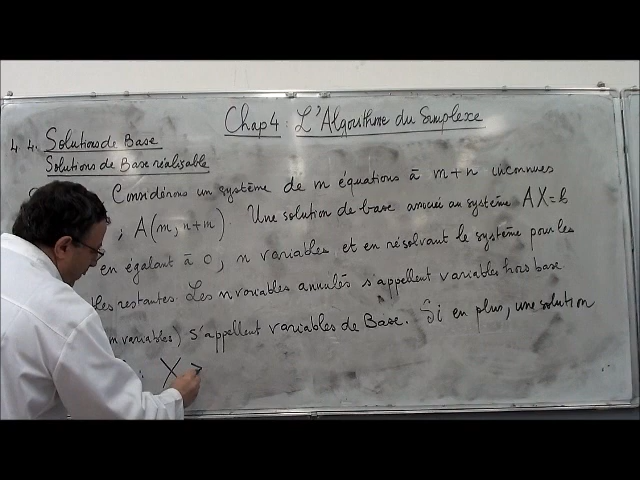 Chap4 : L'Algorithme du Simplexe
4.4. Solutions de Base
Solutions de Base réalisable
Considérons un système de m équations à m+n inconnues
; A(m, n+m). Une solution de base associée au système AX=b
en égalant à 0, n variables et en résolvant le système pour les
les restantes. Les n variables annulés s'appellent variables hors base
m variables) s'appellent variables de Base. Si en plus, une solution
: X >